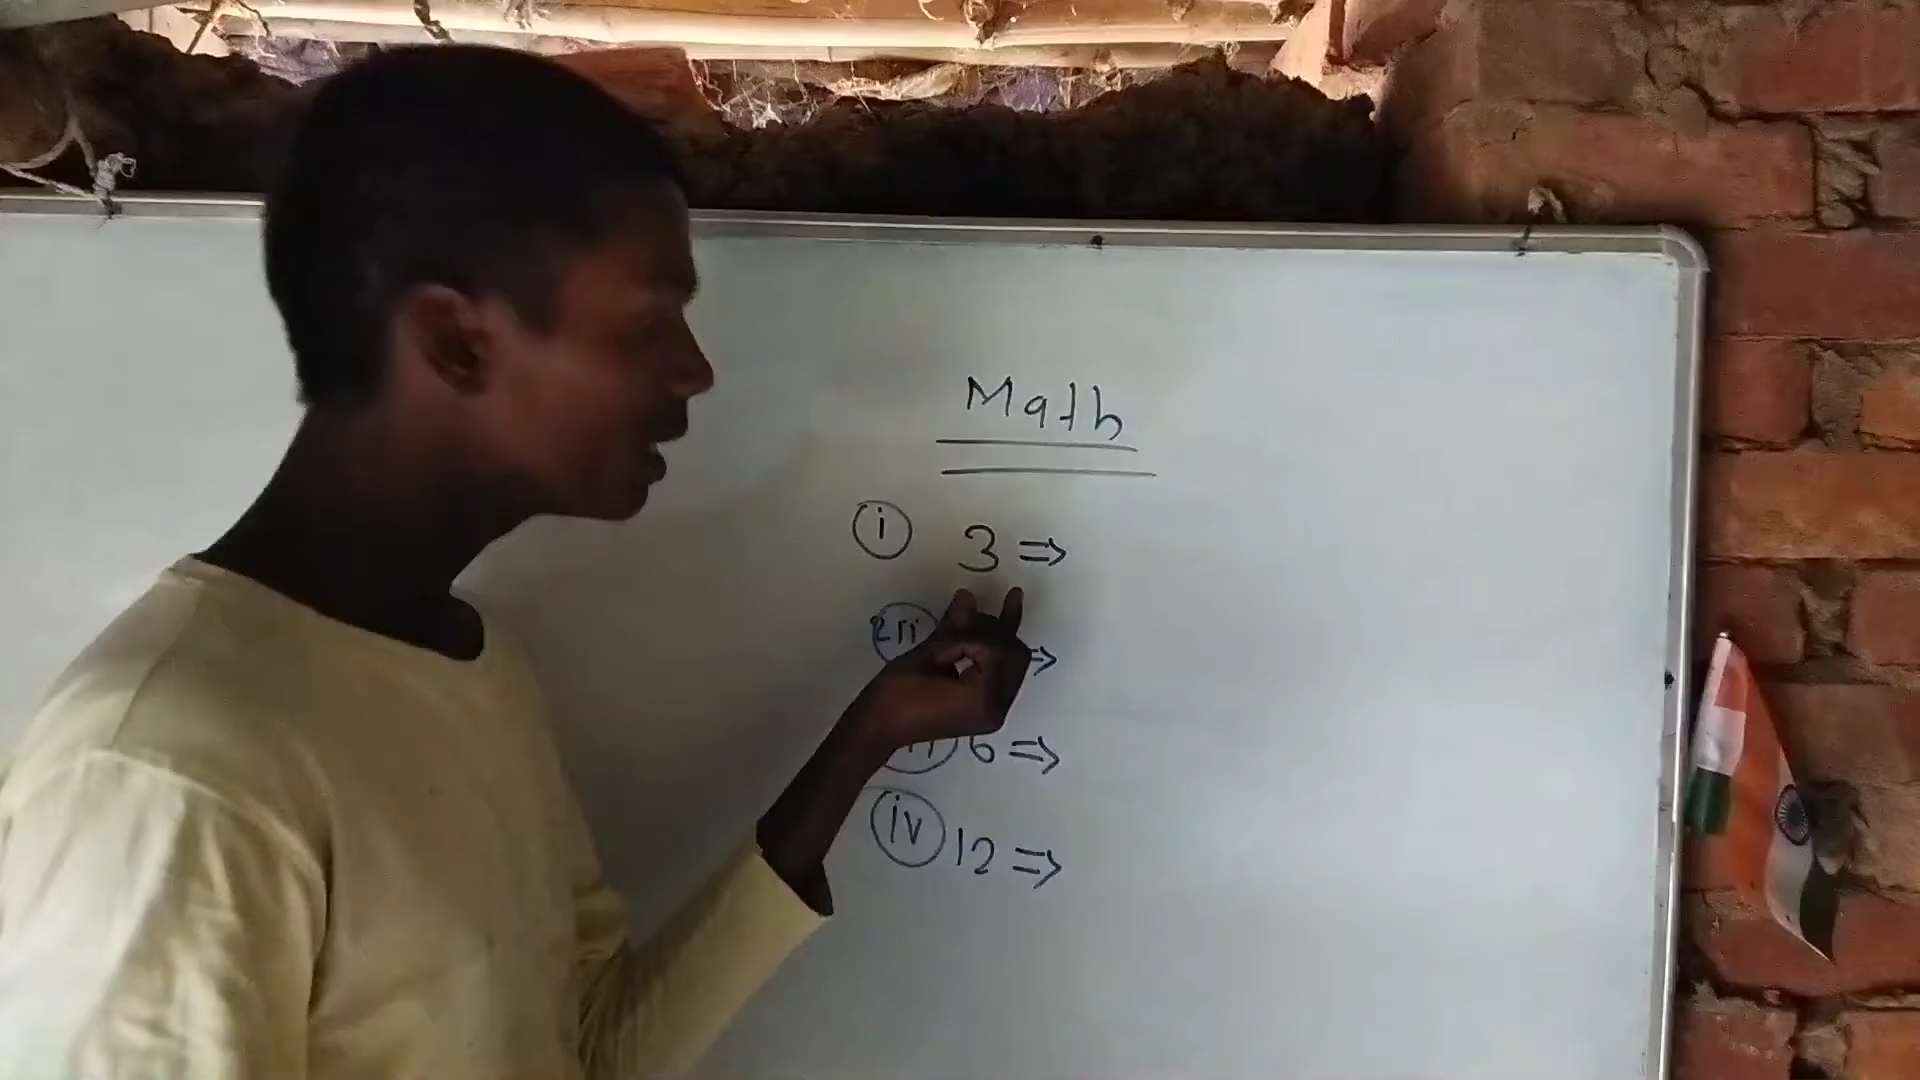 Math
i 3 ⇒
⇒
6 ⇒
iv 12 ⇒